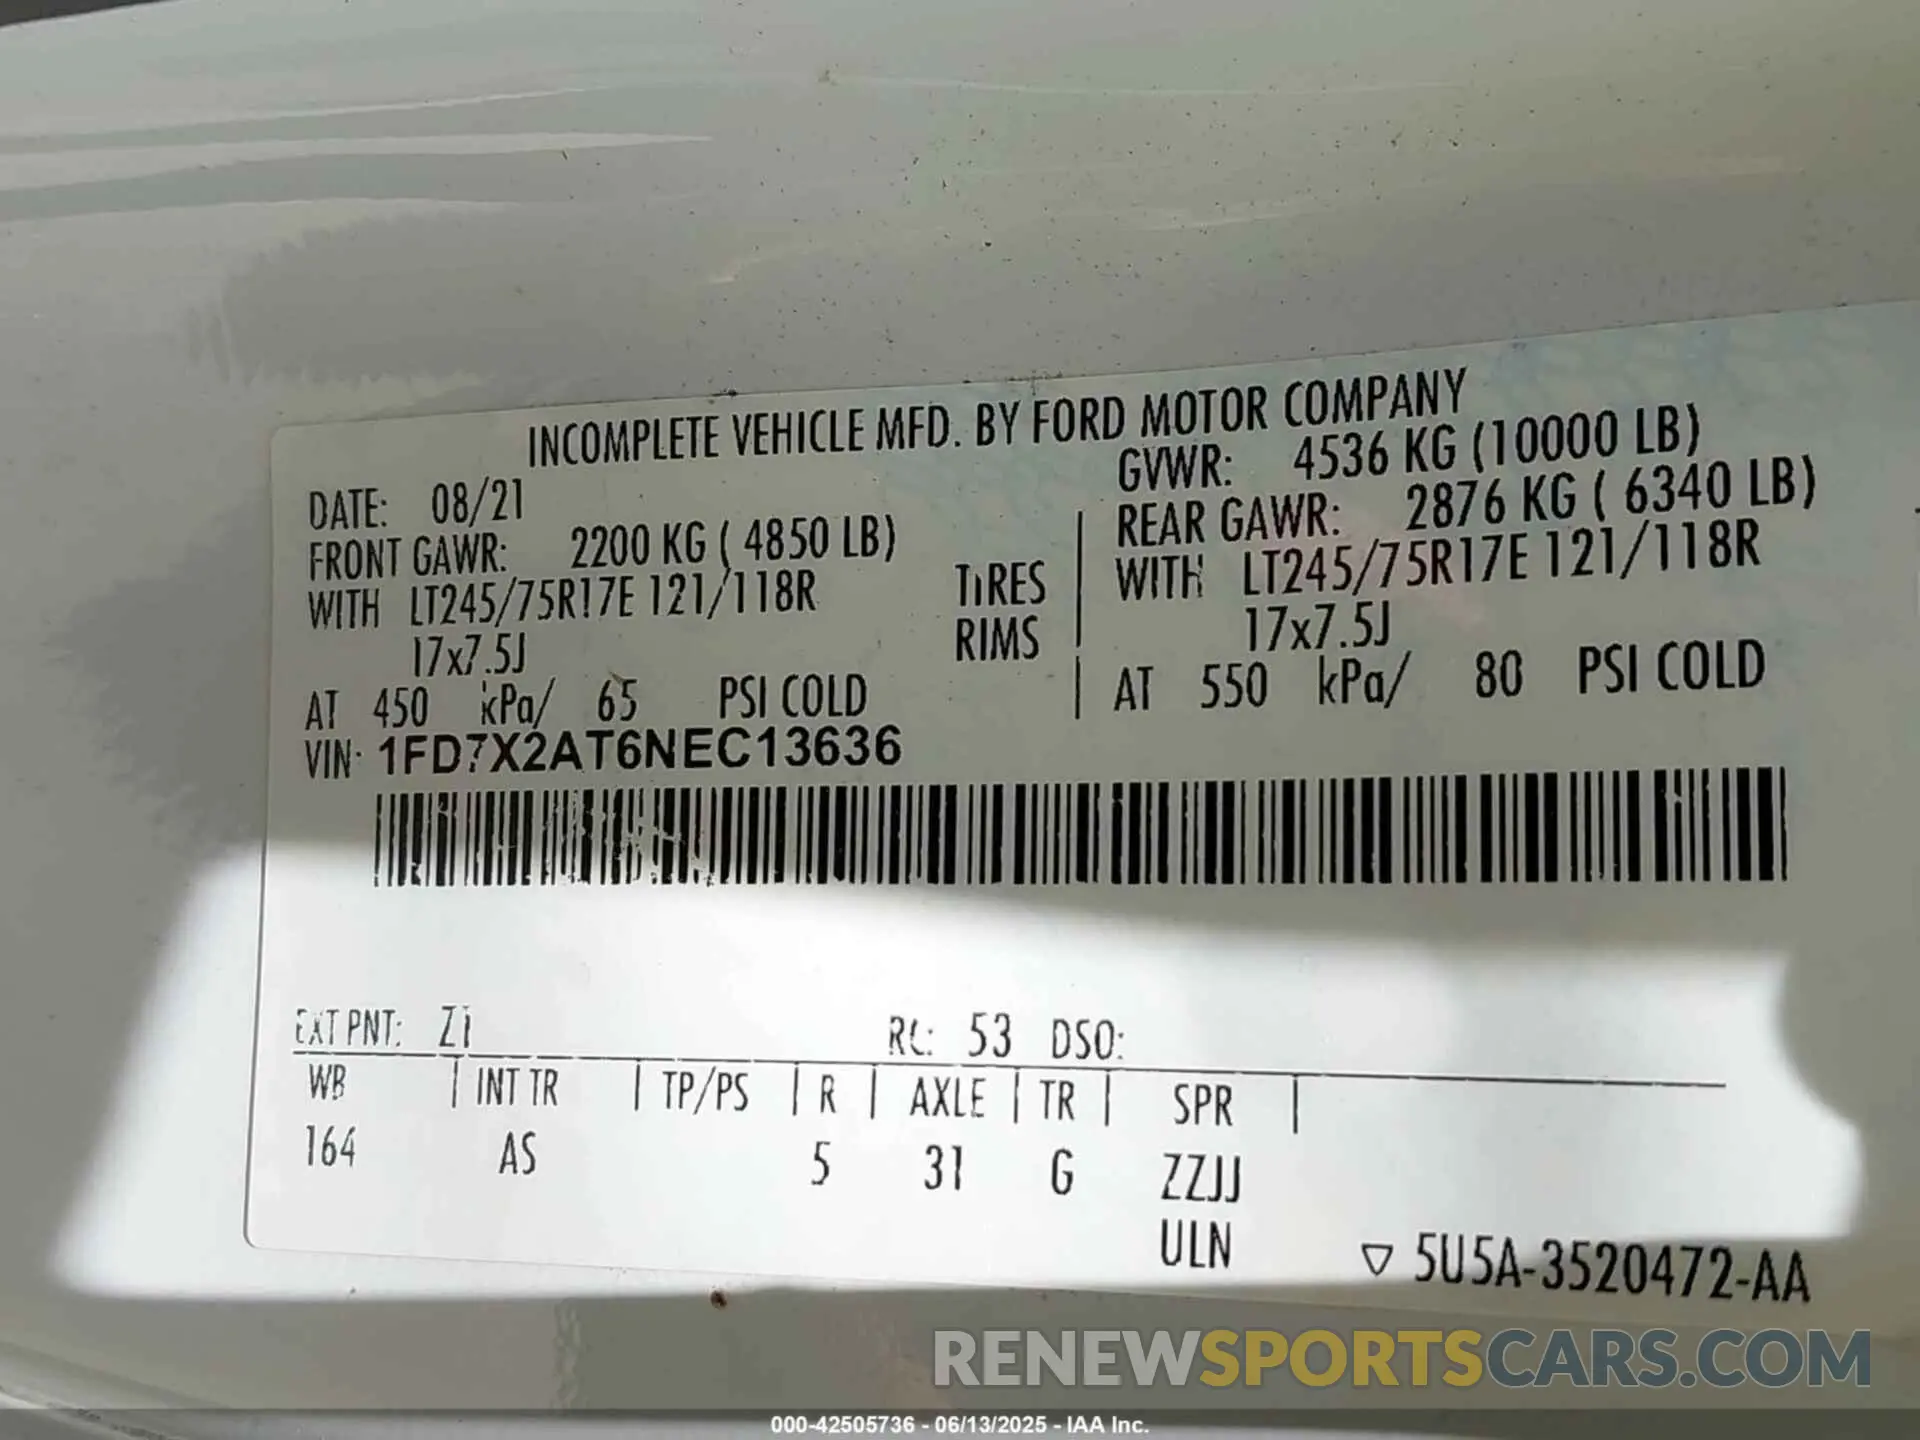 INCOMPLETE VEHICLE MFD. BY FORD MOTOR COMPANY
DATE: 08/21
GVWR: 4536 KG (10000 LB)
FRONT GAWR: 2200 KG ( 4850 LB)
REAR GAWR: 2876 KG ( 6340 LB)
WITH LT245/75R17E 121/118R
TIRES
WITH LT245/75R17E 121/118R
17x7.5J
RIMS
17x7.5J
AT 450 kPa/ 65 PSI COLD
AT 550 kPa/ 80 PSI COLD
VIN: 1FD7X2AT6NEC13636
EXT PNT: Z1 RC: 53 DSO:
WB | INT TR | TP/PS | R | AXLE | TR | SPR |
164 AS 5 31 G ZZJJ
ULN
▽ 5U5A-3520472-AA
RENEWSPORTSCARS.COM
000-42505736 - 06/13/2025 - IAA Inc.